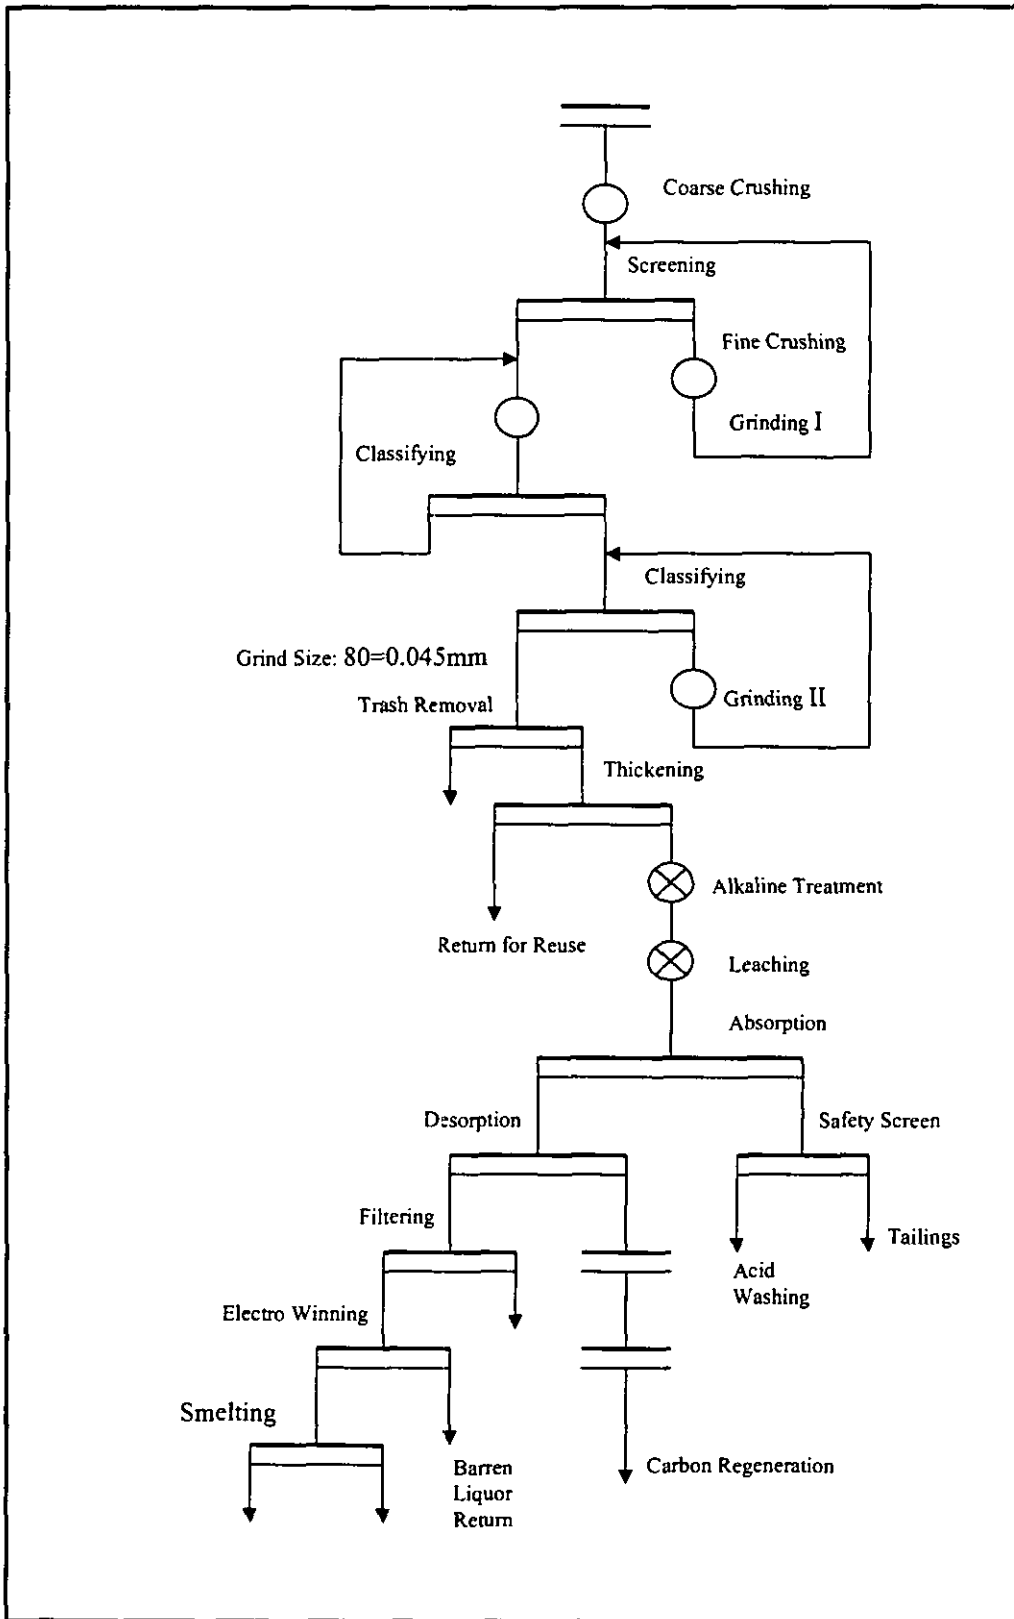 Coarse Crushing
Screening
Fine Crushing
Grinding I
Classifying
Classifying
Grind Size: 80=0.045mm
Trash Removal
Grinding II
Thickening
Alkaline Treatment
Return for Reuse
Leaching
Absorption
Desorption
Safety Screen
Filtering
Tailings
Acid
Washing
Electro Winning
Smelting
Barren
Liquor
Return
Carbon Regeneration